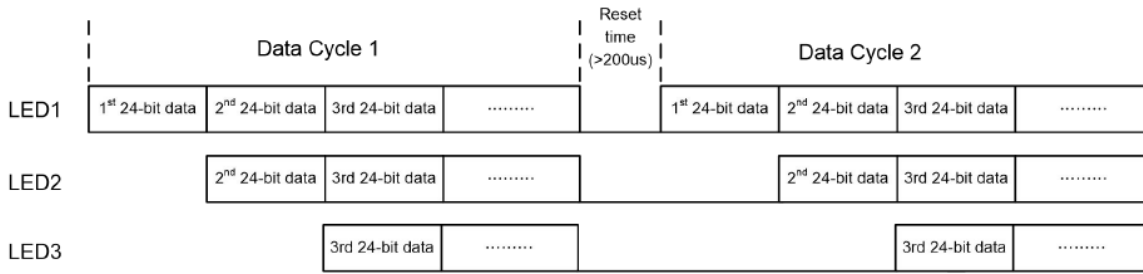 Reset
time
(>200us)
Data Cycle 1
Data Cycle 2
LED1
1st 24-bit data
2nd 24-bit data
3rd 24-bit data
.........
1st 24-bit data
2nd 24-bit data
3rd 24-bit data
.........
LED2
2nd 24-bit data
3rd 24-bit data
.........
2nd 24-bit data
3rd 24-bit data
.........
LED3
3rd 24-bit data
.........
3rd 24-bit data
.........